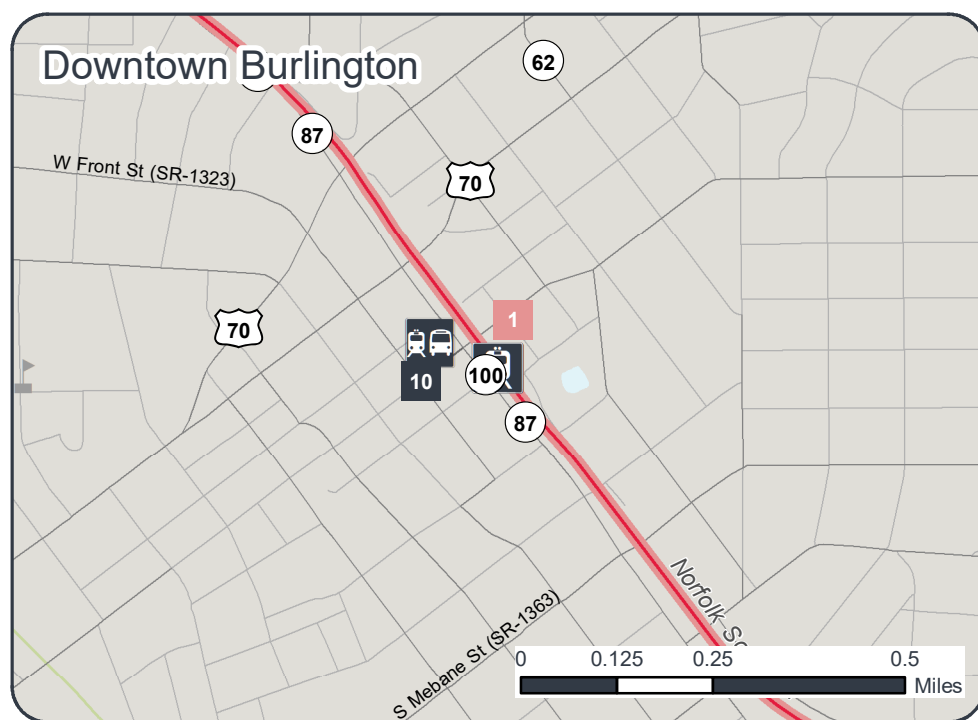 Downtown Burlington
62
87
W Front St (SR-1323)
70
70
1
10
100
87
Norfolk
S Mebane St (SR-1363)
0 0.125 0.25 0.5
Miles